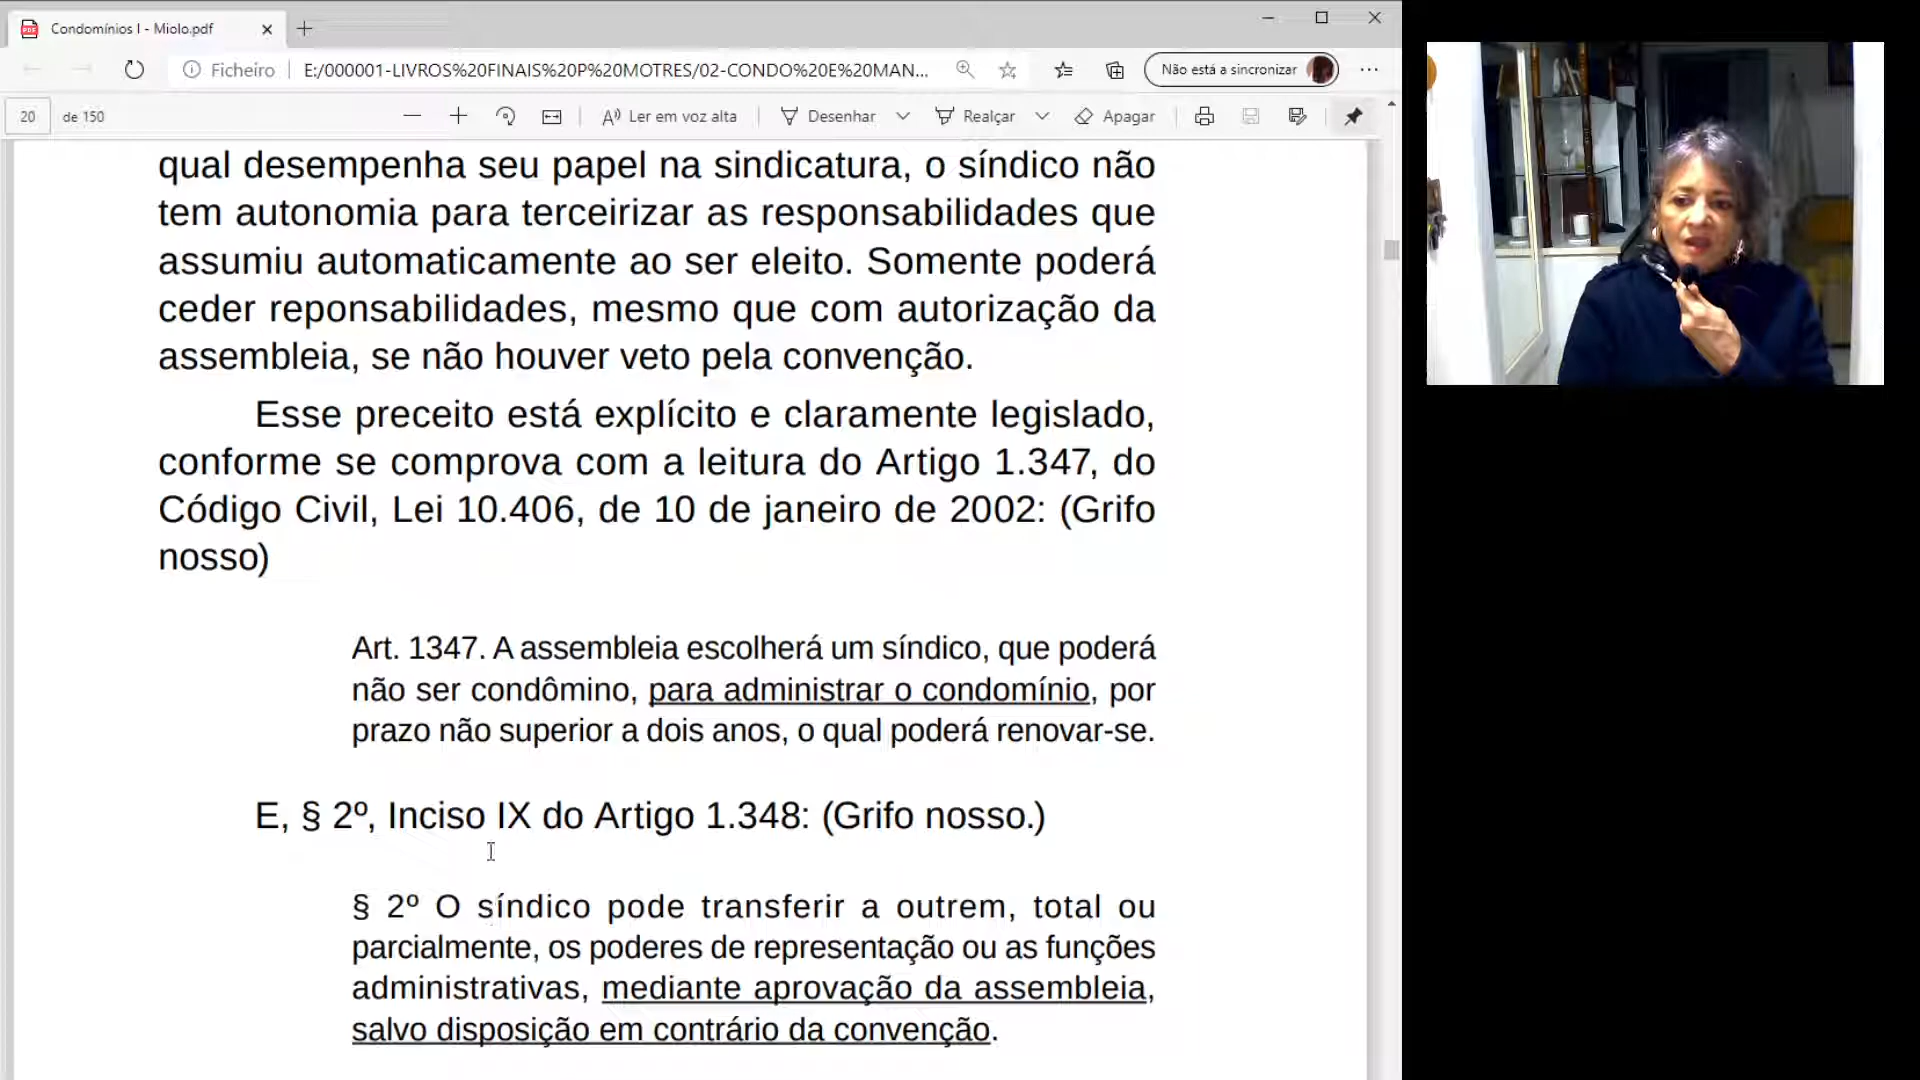 Condomínios I - Miolo.pdf
Ficheiro
E:/000001-LIVROS%20FINAIS%20P%20MOTRES/02-CONDO%20E%20MAN...
Não está a sincronizar
20 de 150
Ler em voz alta
Desenhar
Realçar
Apagar
qual desempenha seu papel na sindicatura, o síndico não
tem autonomia para terceirizar as responsabilidades que
assumiu automaticamente ao ser eleito. Somente poderá
ceder reponsabilidades, mesmo que com autorização da
assembleia, se não houver veto pela convenção.
Esse preceito está explícito e claramente legislado,
conforme se comprova com a leitura do Artigo 1.347, do
Código Civil, Lei 10.406, de 10 de janeiro de 2002: (Grifo
nosso)
Art. 1347. A assembleia escolherá um síndico, que poderá
não ser condômino, para administrar o condomínio, por
prazo não superior a dois anos, o qual poderá renovar-se.
E, § 2º, Inciso IX do Artigo 1.348: (Grifo nosso.)
§ 2º O síndico pode transferir a outrem, total ou
parcialmente, os poderes de representação ou as funções
administrativas, mediante aprovação da assembleia,
salvo disposição em contrário da convenção.